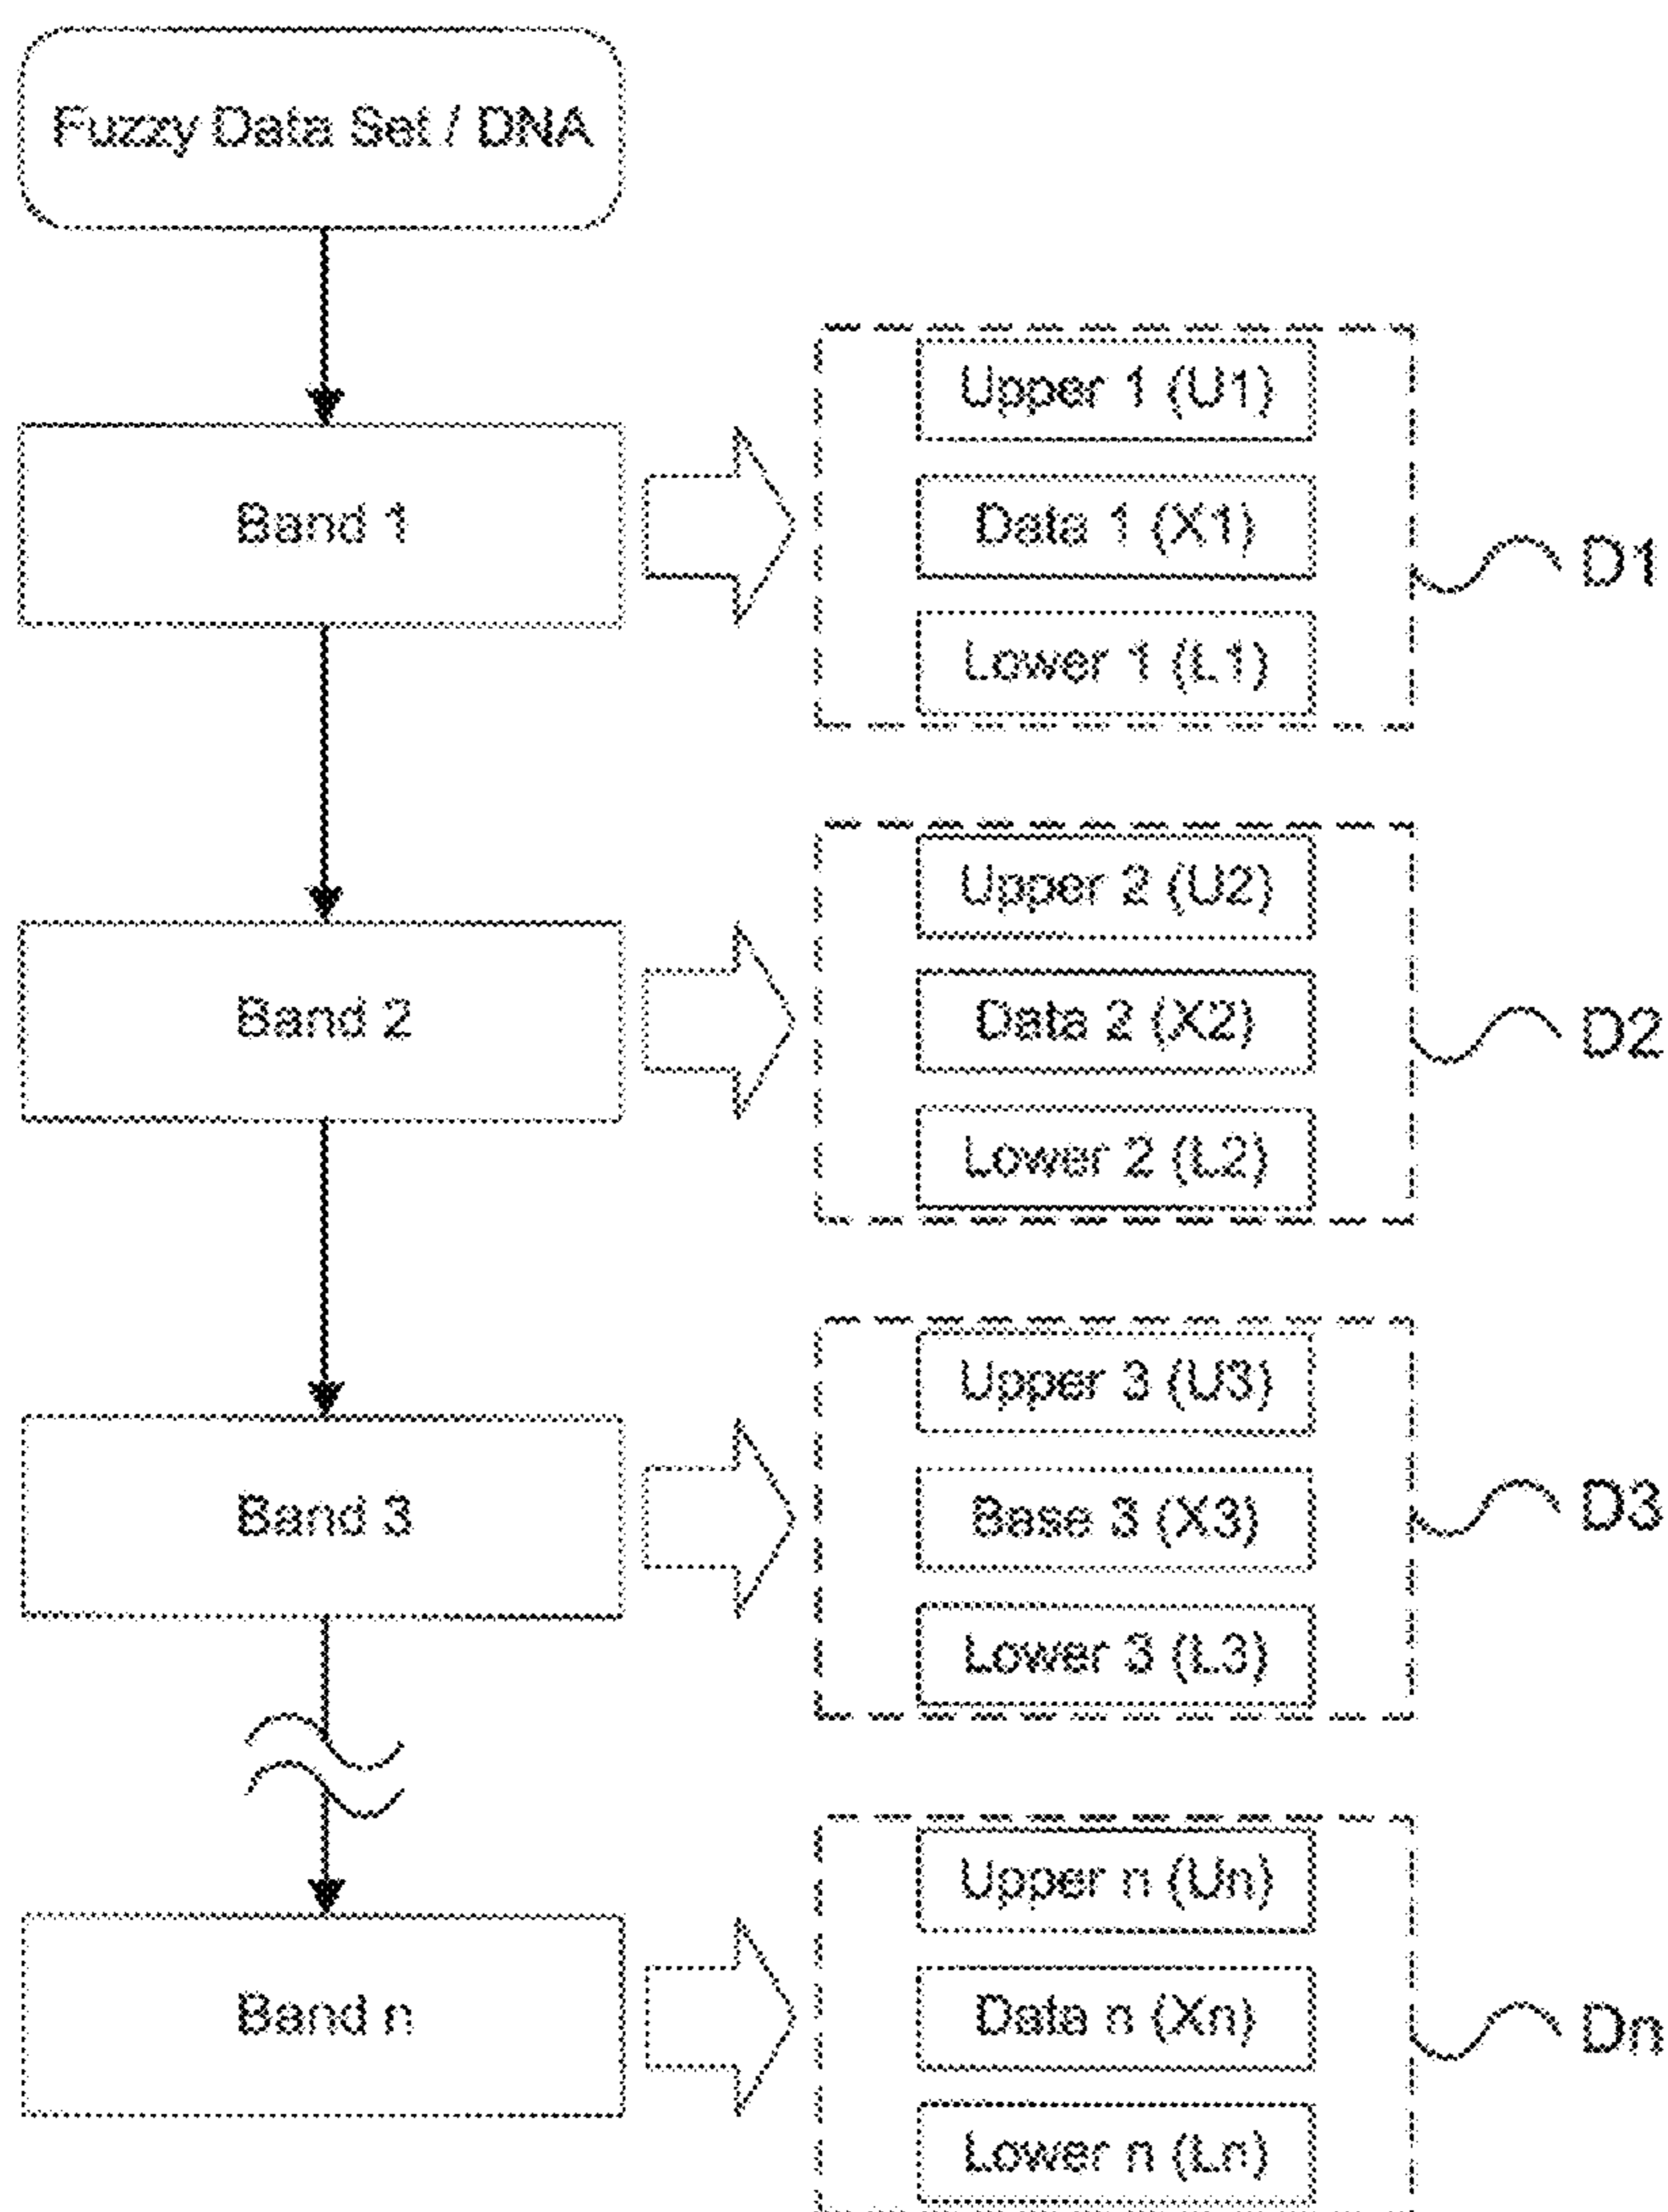 Fuzzy Data Set / DNA
Band 1
Upper 1 (U1)
Data 1 (X1)
Lower 1 (L1)
D1
Band 2
Upper 2 (U2)
Data 2 (X2)
Lower 2 (L2)
D2
Band 3
Upper 3 (U3)
Base 3 (X3)
Lower 3 (L3)
D3
Band n
Upper n (Un)
Data n (Xn)
Lower n (Ln)
Dn